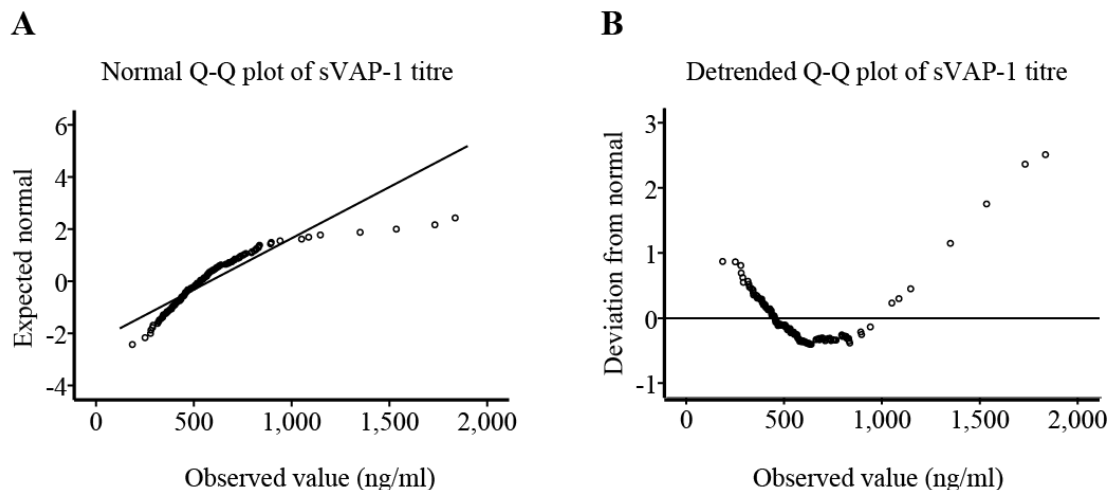 A
Normal Q-Q plot of sVAP-1 titre
Expected normal
6
4
2
0
-2
-4
0 500 1,000 1,500 2,000
Observed value (ng/ml)
B
Detrended Q-Q plot of sVAP-1 titre
Deviation from normal
3
2
1
0
-1
0 500 1,000 1,500 2,000
Observed value (ng/ml)